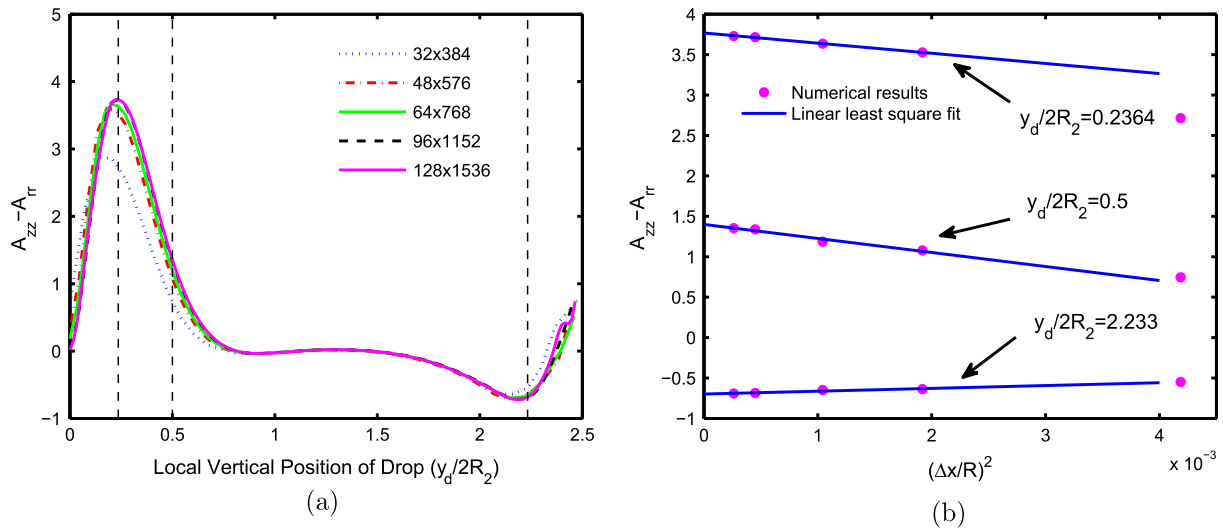 5
4
3
2
1
0
−1
A_zz−A_rr
32x384
48x576
64x768
96x1152
128x1536
0 0.5 1 1.5 2 2.5
Local Vertical Position of Drop (y_d/2R_2)
(a)
4
3.5
3
2.5
2
1.5
1
0.5
0
−0.5
−1
A_zz−A_rr
Numerical results
Linear least square fit
y_d/2R_2=0.2364
y_d/2R_2=0.5
y_d/2R_2=2.233
0 1 2 3 4
x 10^−3
(Δx/R)^2
(b)